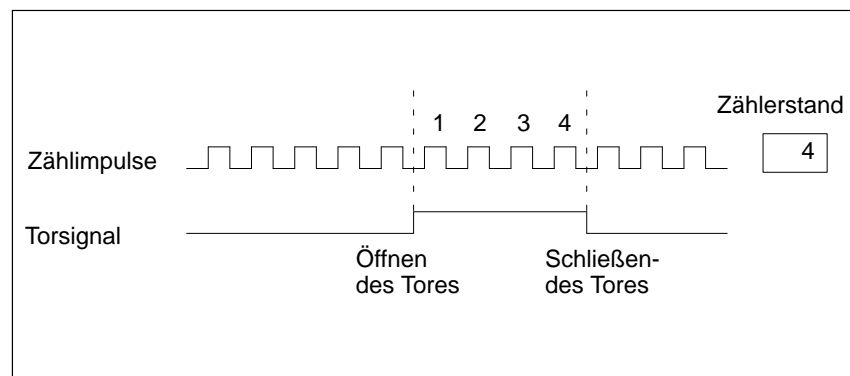 Zählerstand
1 2 3 4
Zählimpulse
4
Torsignal
Öffnen
des Tores
Schließen-
des Tores